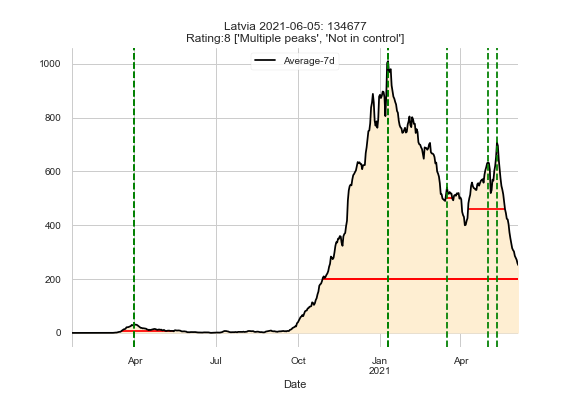 Latvia 2021-06-05: 134677
Rating:8 ['Multiple peaks', 'Not in control']
Average-7d
1000
800
600
400
200
0
Apr
Jul
Oct
Jan
2021
Apr
Date